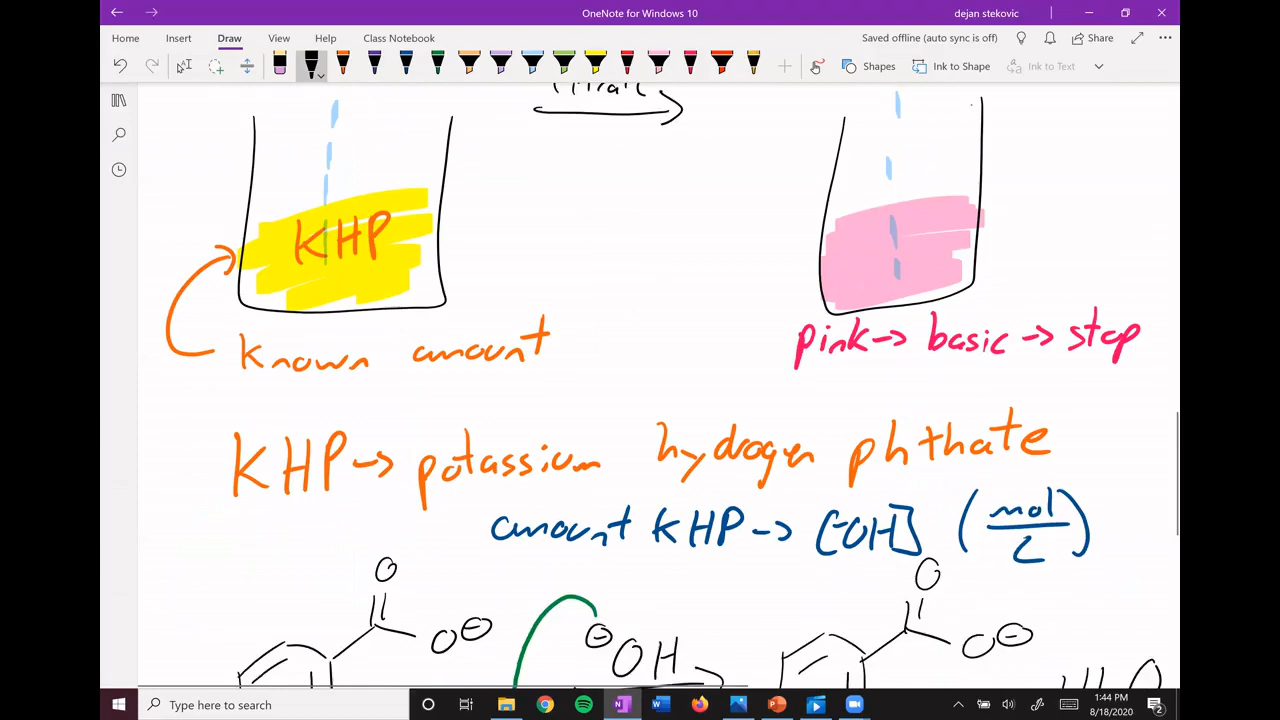 OneNote for Windows 10
dejan stekovic
Home Insert Draw View Help Class Notebook
Saved offline (auto sync is off)
Share
Shapes
Ink to Shape
Ink to Text
KHP
known amount
pink → basic → stop
KHP → potassium hydrogen phthate
amount KHP → [⁻OH] (mol/L)
O
O⊖
⊖OH
O
O⊖
Type here to search
1:44 PM
8/18/2020
2